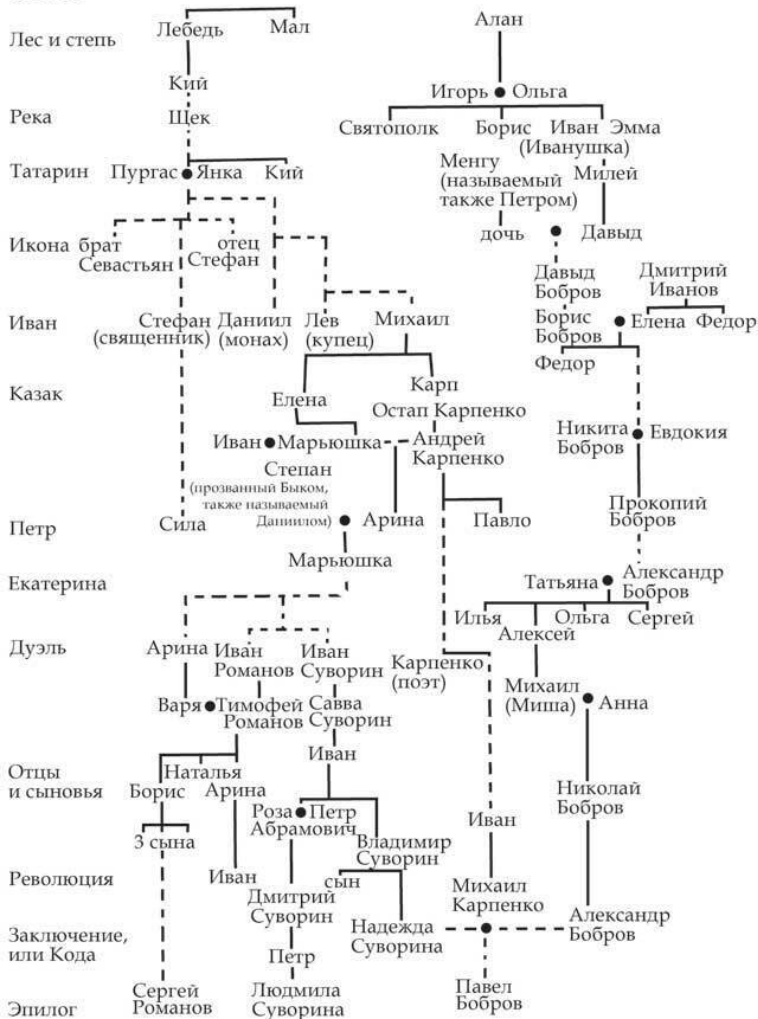 Лес и степь
Лебедь
Мал
Алан
Кий
Игорь ● Ольга
Река
Щек
Святополк
Борис
Иван
(Иванушка)
Эмма
Татарин
Пургас ● Янка
Кий
Менгу
(называемый
также Петром)
Милей
Икона
брат
Севастьян
отец
Стефан
дочь ● Давыд
Давыд
Бобров
Дмитрий
Иванов
Иван
Стефан
(священник)
Даниил
(монах)
Лев
(купец)
Михаил
Борис
Бобров ● Елена
Федор
Федор
Казак
Елена
Карп
Остап Карпенко
Иван ● Марьюшка
Андрей
Карпенко
Никита
Бобров ● Евдокия
Степан
(прозванный Быком,
также называемый
Даниилом) ● Арина
Павло
Прокопий
Бобров
Петр
Сила
Марьюшка
Екатерина
Татьяна ● Александр
Бобров
Илья
Алексей
Ольга
Сергей
Дуэль
Арина
Иван
Романов
Иван
Суворин
Карпенко
(поэт)
Варя ● Тимофей
Романов
Савва
Суворин
Михаил
(Миша) ● Анна
Иван
Отцы
и сыновья
Борис
Наталья
Арина
Николай
Бобров
Роза ● Петр
Абрамович
Владимир
Суворин
Иван
3 сына
Революция
Иван
сын
Дмитрий
Суворин
Михаил
Карпенко
Надежда
Суворина
Александр
Бобров
Заключение,
или Кода
Петр
Эпилог
Сергей
Романов
Людмила
Суворина
Павел
Бобров